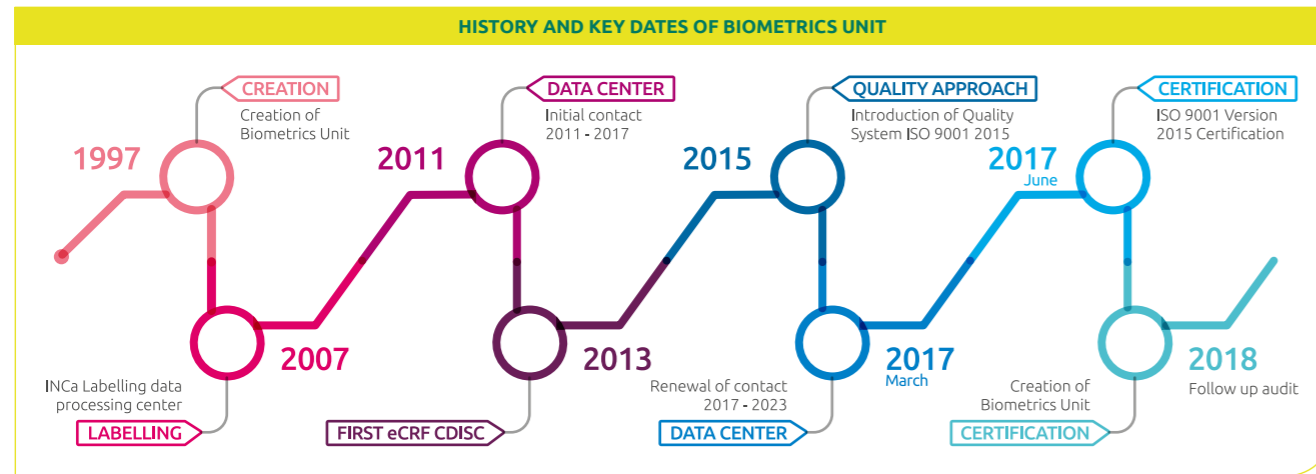 HISTORY AND KEY DATES OF BIOMETRICS UNIT
CREATION
Creation of
Biometrics Unit
1997
INCa Labelling data
processing center
LABELLING
2007
DATA CENTER
Initial contact
2011 - 2017
2011
FIRST eCRF CDISC
2013
QUALITY APPROACH
Introduction of Quality
System ISO 9001 2015
2015
Renewal of contact
2017 - 2023
DATA CENTER
2017
March
CERTIFICATION
ISO 9001 Version
2015 Certification
2017
June
Creation of
Biometrics Unit
CERTIFICATION
2018
Follow up audit